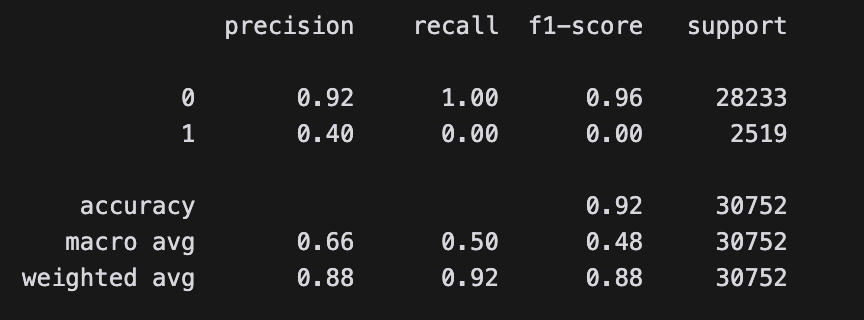 precision recall f1-score support
0 0.92 1.00 0.96 28233
1 0.40 0.00 0.00 2519
accuracy 0.92 30752
macro avg 0.66 0.50 0.48 30752
weighted avg 0.88 0.92 0.88 30752